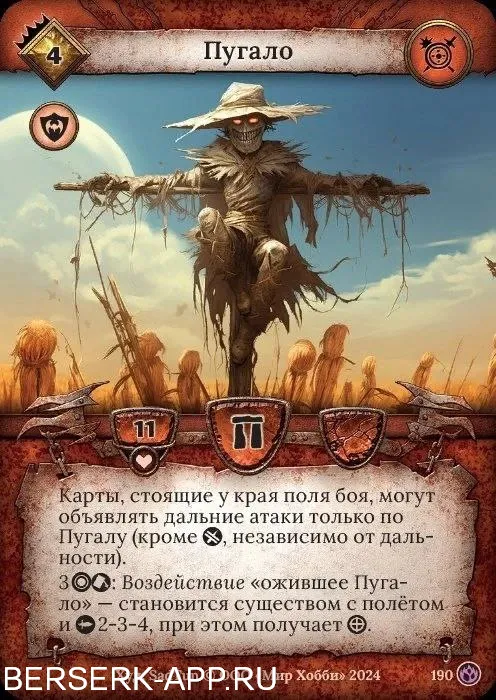 4
Пугало
11
Карты, стоящие у края поля боя, могут
объявлять дальние атаки только по
Пугалу (кроме , независимо от даль-
ности).
3 : Воздействие «ожившее Пуга-
ло» — становится существом с полётом
и 2-3-4, при этом получает .
© ООО «Мир Хобби» 2024
190
BERSERK-APP.RU